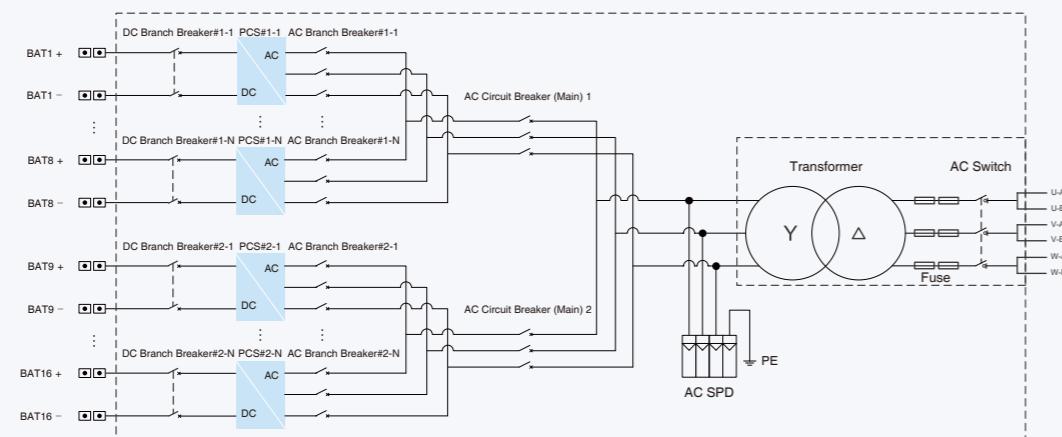 DC Branch Breaker#1-1 PCS#1-1 AC Branch Breaker#1-1
BAT1 +
AC
BAT1 −
DC
AC Circuit Breaker (Main) 1
DC Branch Breaker#1-N PCS#1-N AC Branch Breaker#1-N
BAT8 +
AC
BAT8 −
DC
Transformer
AC Switch
Y
△
U-A
V-A
Fuse
DC Branch Breaker#2-1 PCS#2-1 AC Branch Breaker#2-1
BAT9 +
AC
BAT9 −
DC
AC Circuit Breaker (Main) 2
DC Branch Breaker#2-N PCS#2-N AC Branch Breaker#2-N
BAT16 +
AC
BAT16 −
DC
PE
AC SPD